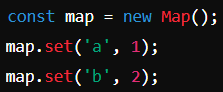 const map = new Map();
map.set('a', 1);
map.set('b', 2);